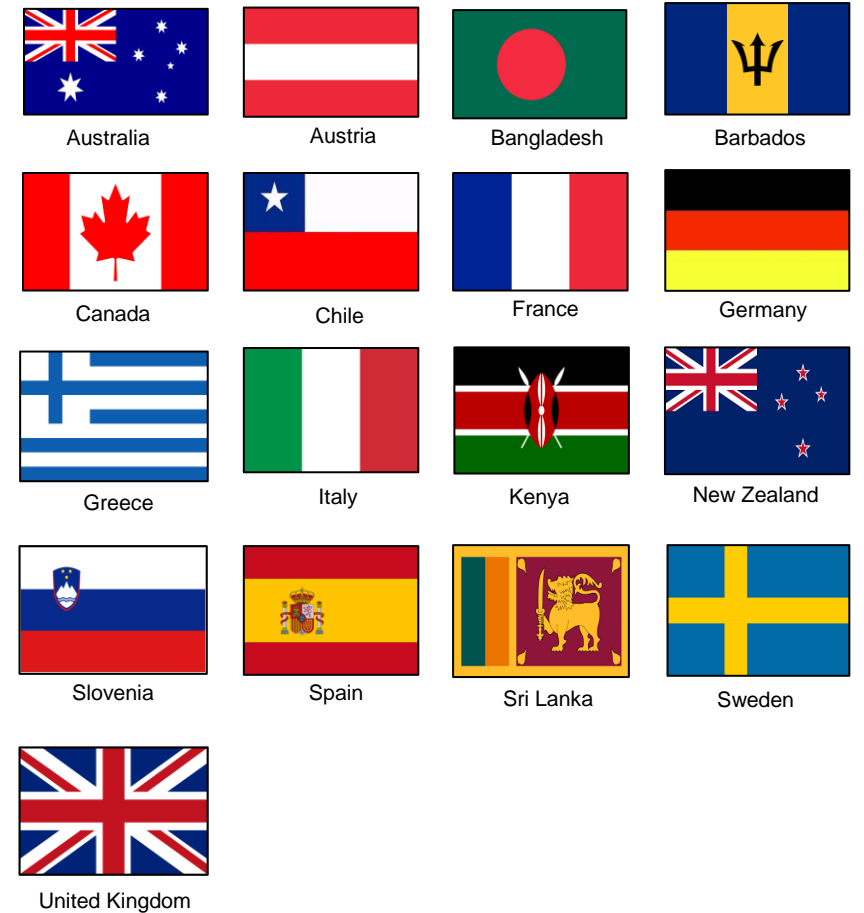 Australia
Austria
Bangladesh
Barbados
Canada
Chile
France
Germany
Greece
Italy
Kenya
New Zealand
Slovenia
Spain
Sri Lanka
Sweden
United Kingdom